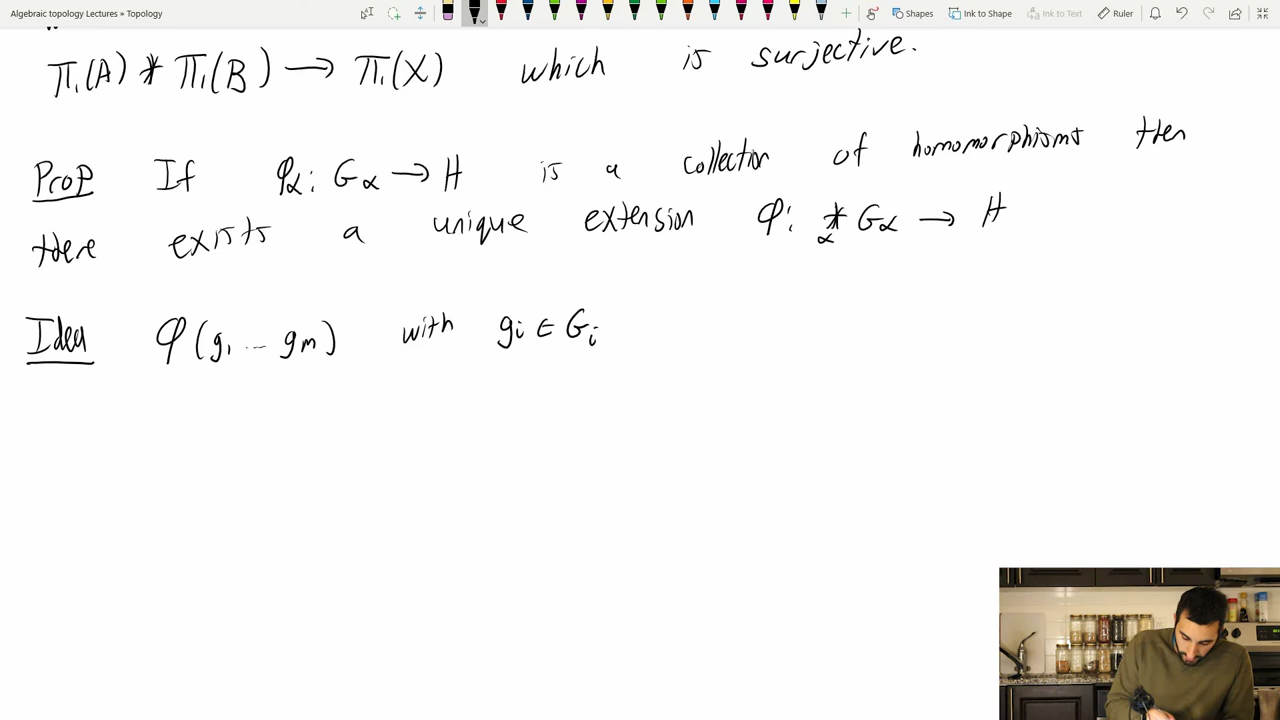 Algebraic topology Lectures » Topology
Shapes Ink to Shape Ink to Text Ruler
π₁(A) * π₁(B) → π₁(X) which is surjective.
Prop If φα: Gα → H is a collection of homomorphisms then
there exists a unique extension φ: *α Gα → H
Idea φ(g₁ ... gm) with gi ∈ Gi